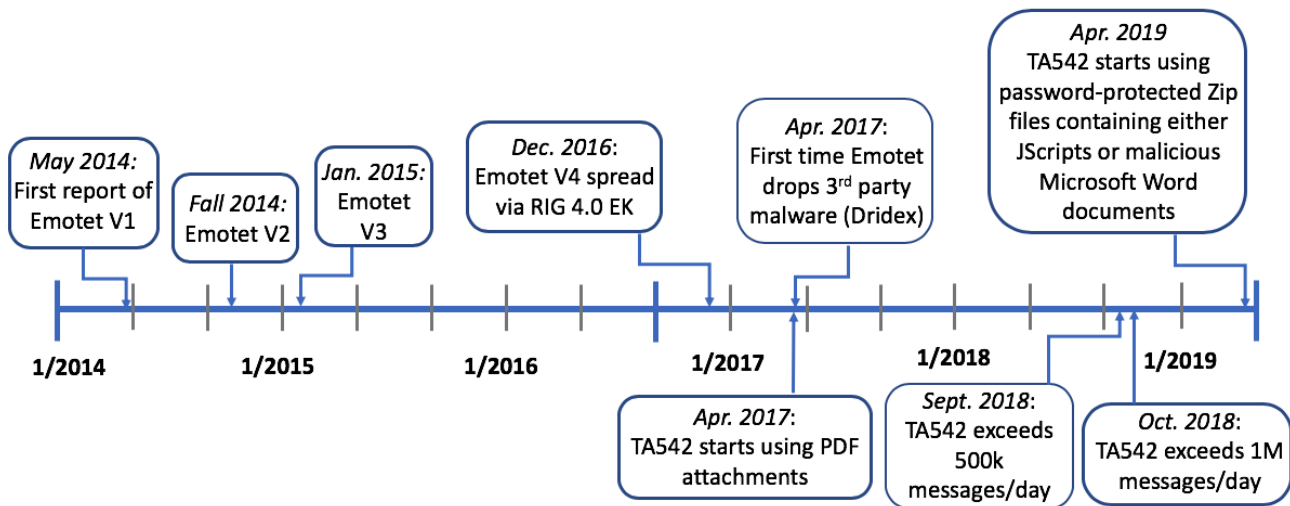 May 2014:
First report of
Emotet V1
Fall 2014:
Emotet V2
Jan. 2015:
Emotet
V3
Dec. 2016:
Emotet V4 spread
via RIG 4.0 EK
Apr. 2017:
First time Emotet
drops 3rd party
malware (Dridex)
Apr. 2019
TA542 starts using
password-protected Zip
files containing either
JScripts or malicious
Microsoft Word
documents
1/2014
1/2015
1/2016
1/2017
1/2018
1/2019
Apr. 2017:
TA542 starts using PDF
attachments
Sept. 2018:
TA542 exceeds
500k
messages/day
Oct. 2018:
TA542 exceeds 1M
messages/day